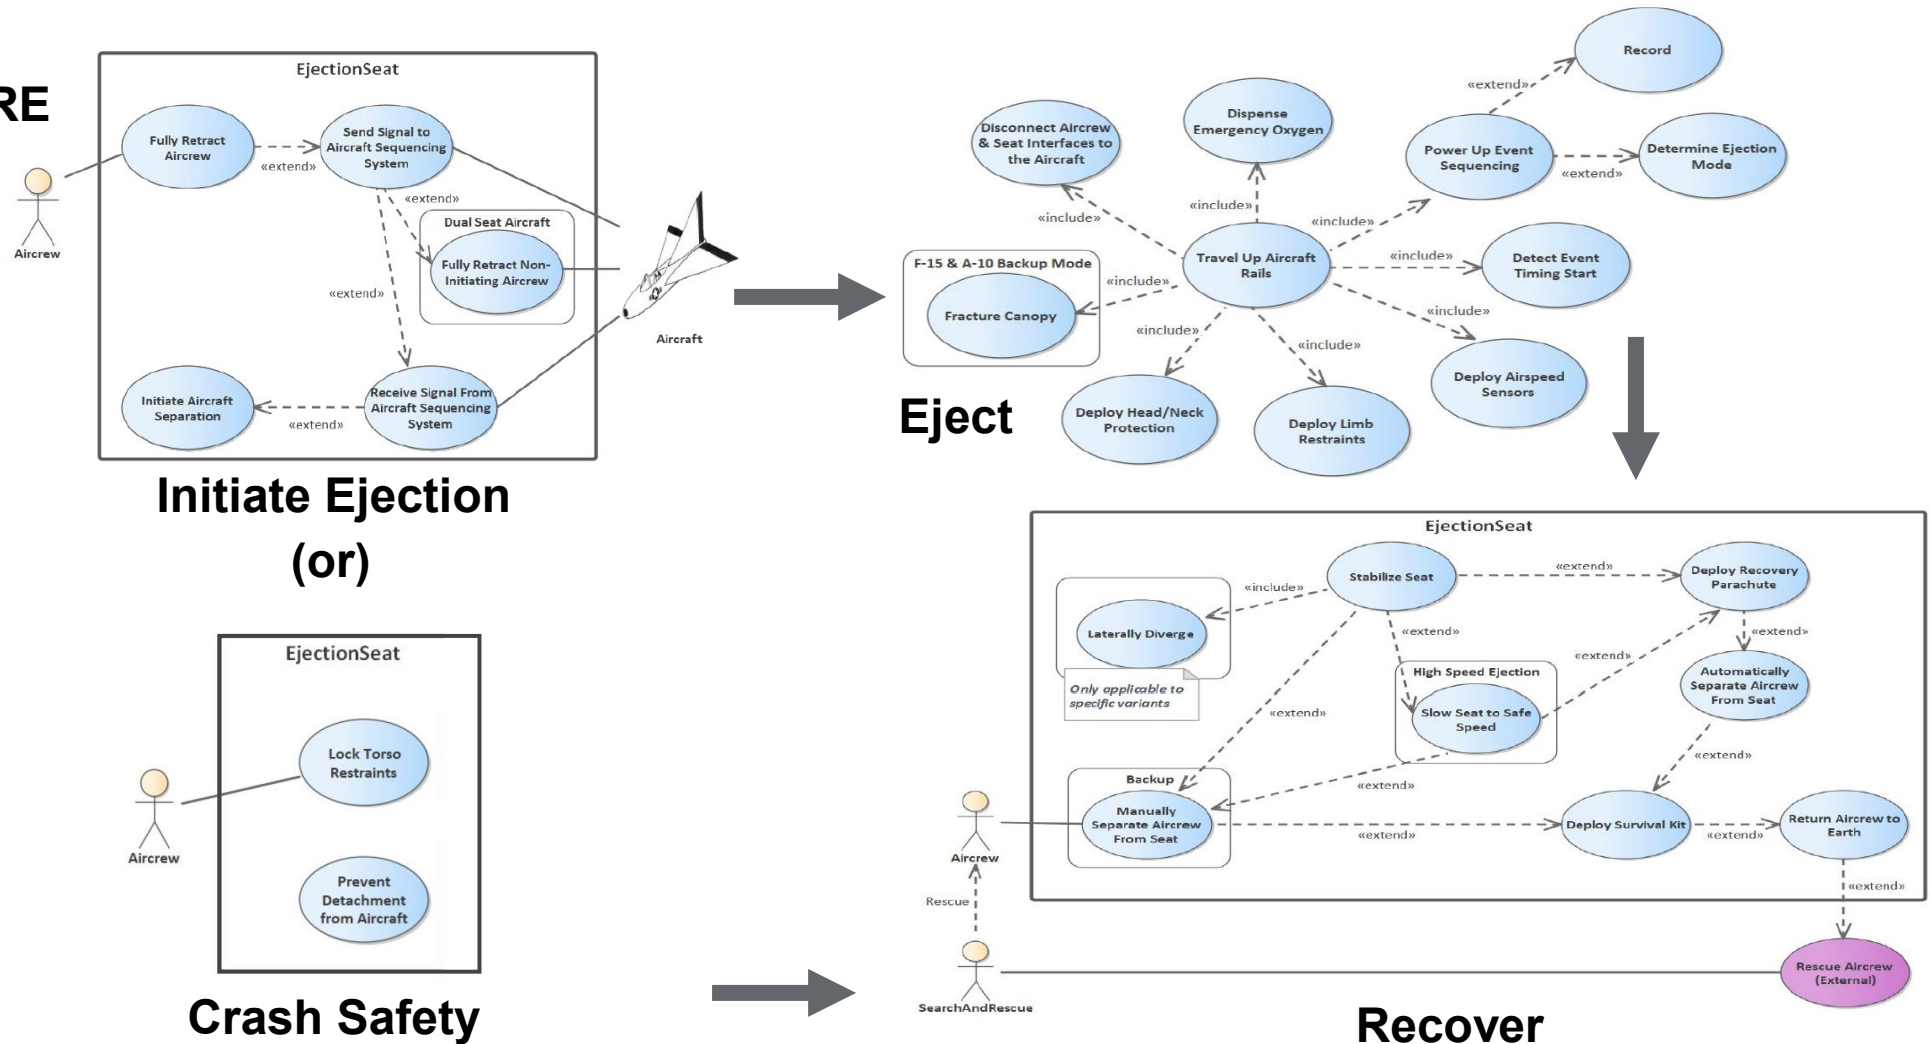 RE
EjectionSeat
Fully Retract
Aircrew
«extend»
Send Signal to
Aircraft Sequencing
System
«extend»
Dual Seat Aircraft
Fully Retract Non-
Initiating Aircrew
«extend»
Initiate Aircraft
Separation
«extend»
Receive Signal From
Aircraft Sequencing
System
Aircrew
Aircraft
Initiate Ejection
(or)
EjectionSeat
Lock Torso
Restraints
Prevent
Detachment
from Aircraft
Aircrew
Crash Safety
Record
«extend»
Disconnect Aircrew
& Seat Interfaces to
the Aircraft
Dispense
Emergency Oxygen
Power Up Event
Sequencing
«extend»
Determine Ejection
Mode
«include»
«include»
«include»
F-15 & A-10 Backup Mode
Fracture Canopy
«include»
Travel Up Aircraft
Rails
«include»
Detect Event
Timing Start
«include»
«include»
«include»
Deploy Airspeed
Sensors
Deploy Head/Neck
Protection
Deploy Limb
Restraints
Eject
EjectionSeat
Stabilize Seat
«extend»
Deploy Recovery
Parachute
«include»
Laterally Diverge
Only applicable to
specific variants
«extend»
«extend»
«extend»
High Speed Ejection
Slow Seat to Safe
Speed
Automatically
Separate Aircrew
From Seat
«extend»
«extend»
«extend»
Backup
Manually
Separate Aircrew
From Seat
«extend»
Deploy Survival Kit
«extend»
Return Aircrew to
Earth
Aircrew
«extend»
Rescue
SearchAndRescue
Rescue Aircrew
(External)
Recover